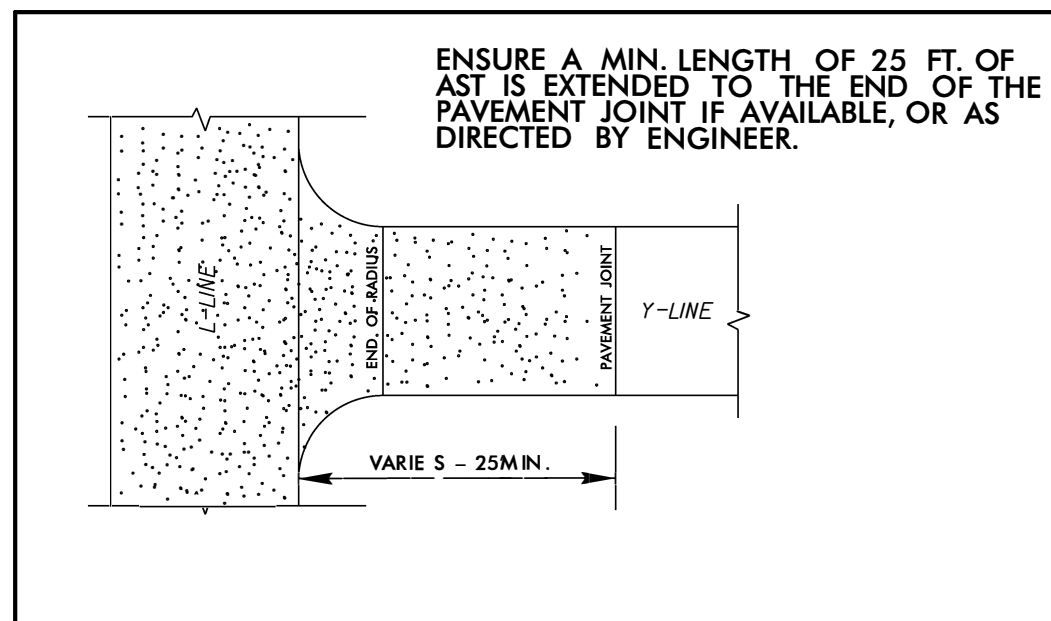 ENSURE A MIN. LENGTH OF 25 FT. OF
AST IS EXTENDED TO THE END OF THE
PAVEMENT JOINT IF AVAILABLE, OR AS
DIRECTED BY ENGINEER.
L-LINE
END. OF RADIUS
PAVEMENT JOINT
Y-LINE
VARIE S - 25MIN.